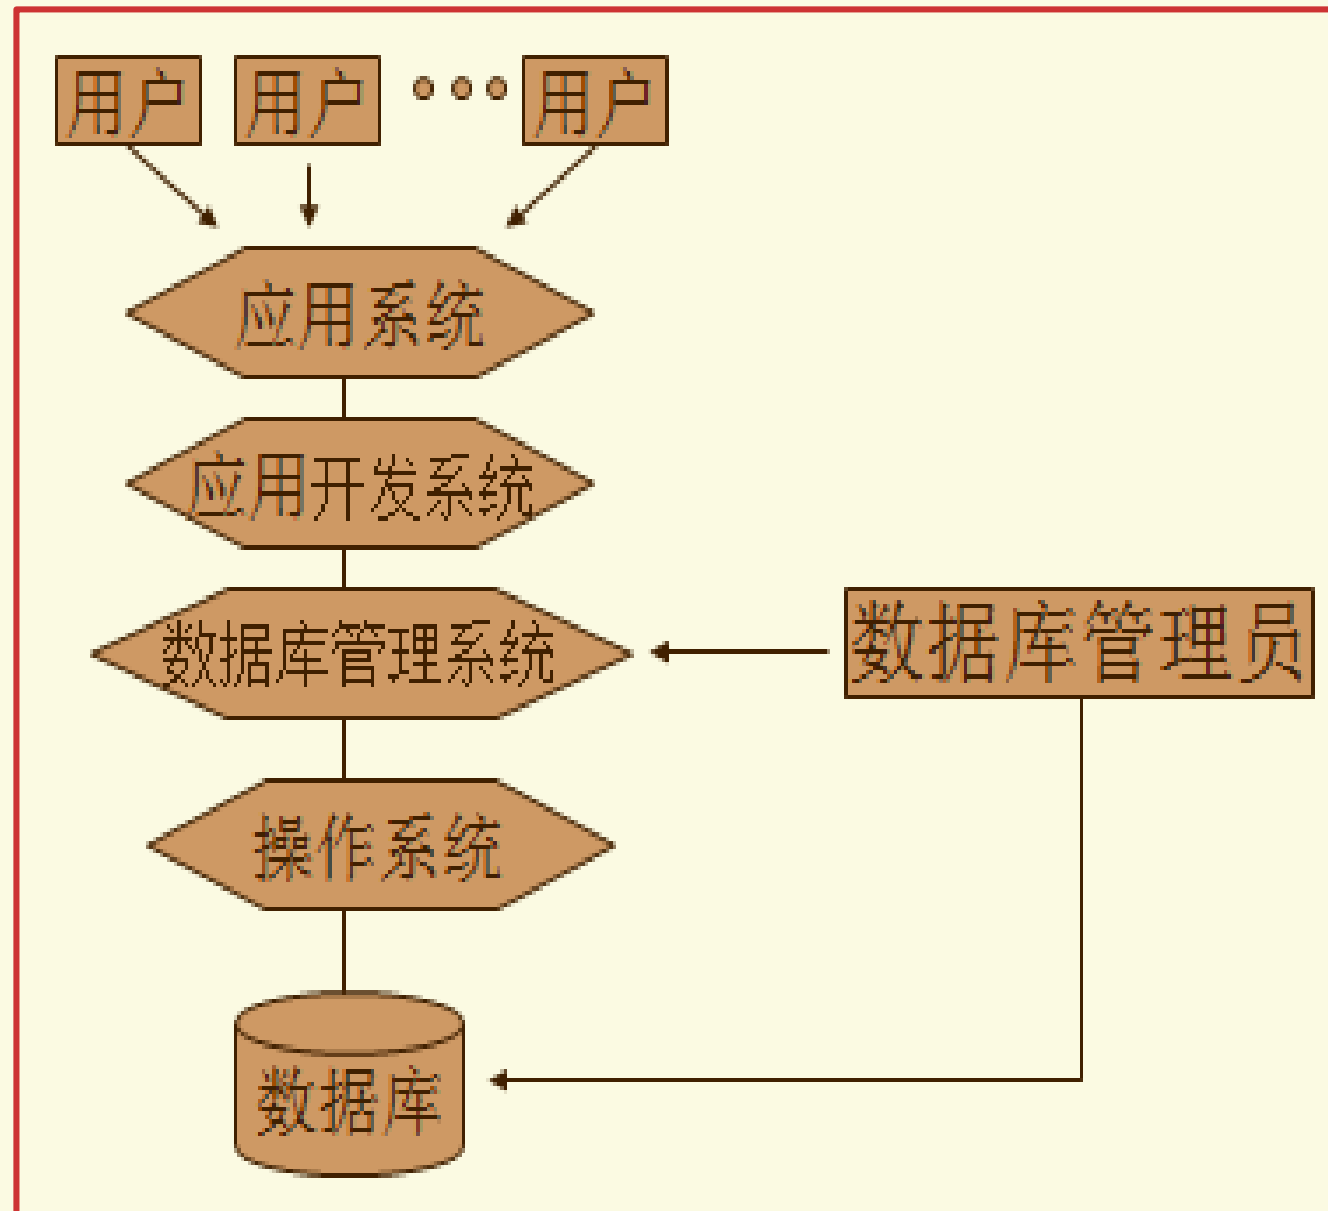 用户 用户 用户
应用系统
应用开发系统
数据库管理系统 数据库管理员
操作系统
数据库